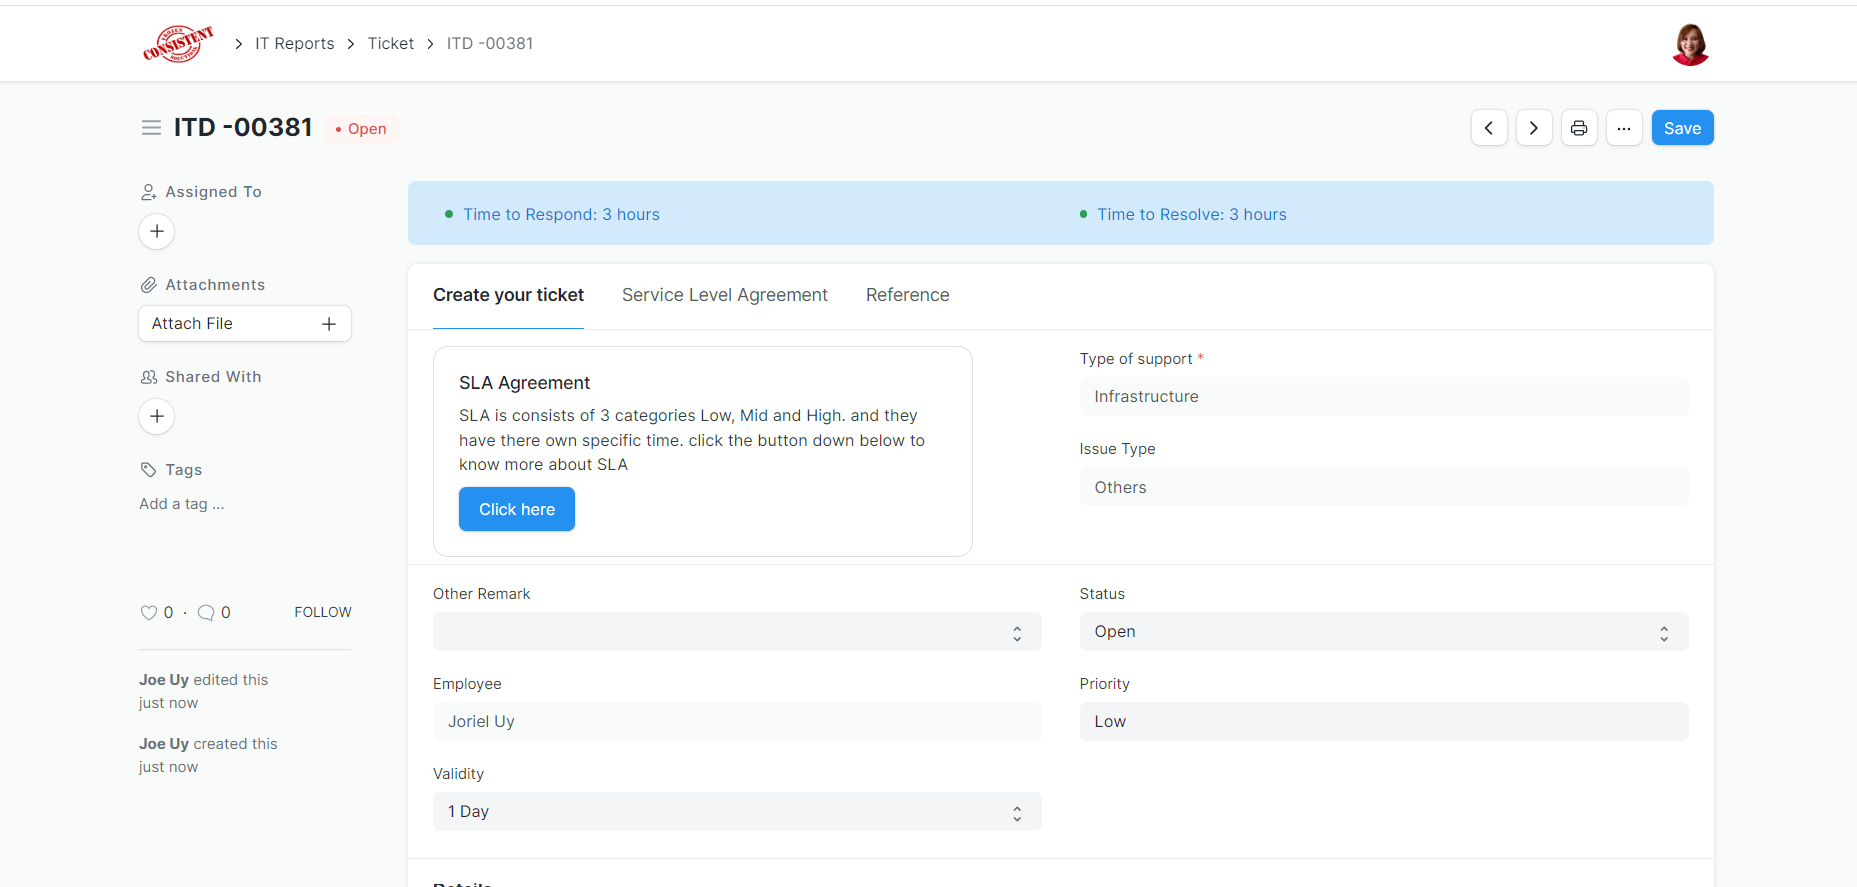 CONSISTENT
IT Reports
Ticket
ITD -00381
ITD -00381
Open
Save
Assigned To
Attachments
Attach File
Shared With
Tags
Add a tag ...
0 · 0
FOLLOW
Joe Uy edited this
just now
Joe Uy created this
just now
Time to Respond: 3 hours
Time to Resolve: 3 hours
Create your ticket
Service Level Agreement
Reference
SLA Agreement
SLA is consists of 3 categories Low, Mid and High. and they
have there own specific time. click the button down below to
know more about SLA
Click here
Type of support *
Infrastructure
Issue Type
Others
Other Remark
Status
Open
Employee
Joriel Uy
Priority
Low
Validity
1 Day